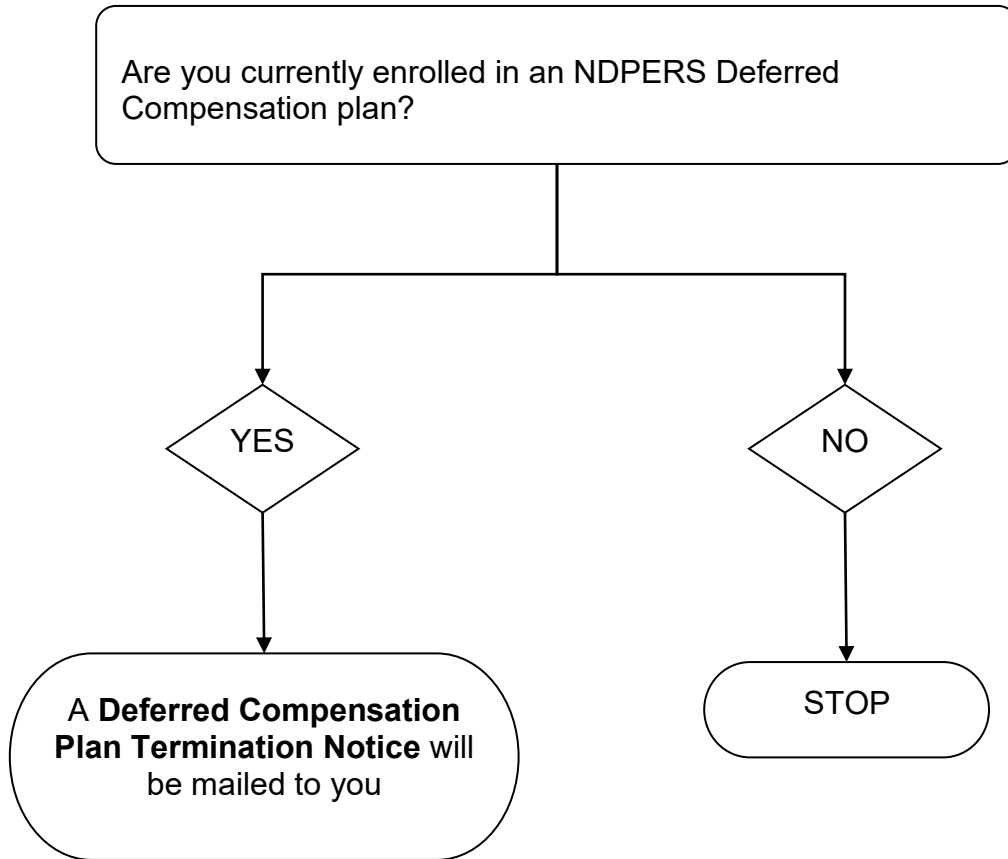 Are you currently enrolled in an NDPERS Deferred
Compensation plan?
YES
NO
A Deferred Compensation
Plan Termination Notice will
be mailed to you
STOP